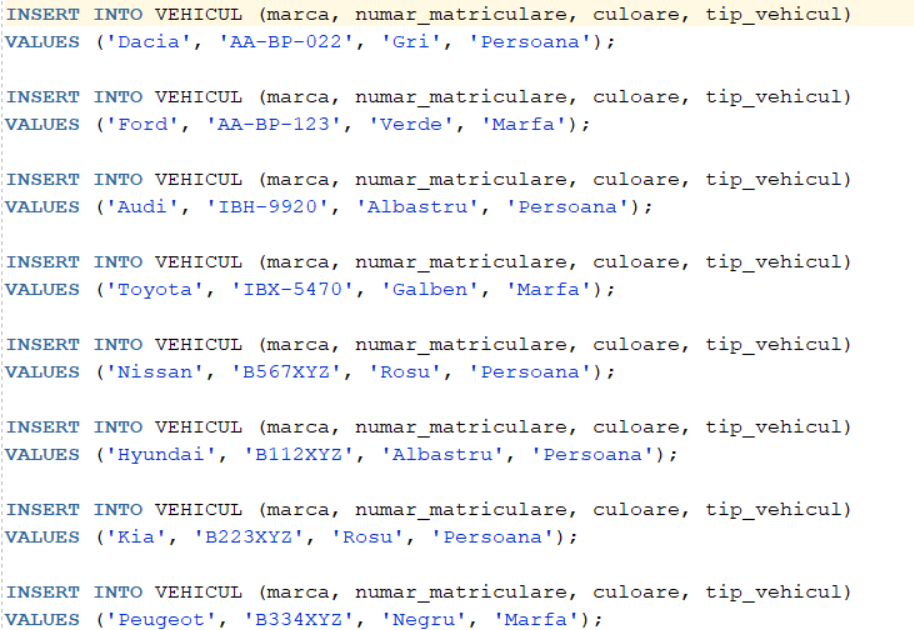 INSERT INTO VEHICUL (marca, numar_matriculare, culoare, tip_vehicul)
VALUES ('Dacia', 'AA-BP-022', 'Gri', 'Persoana');
INSERT INTO VEHICUL (marca, numar_matriculare, culoare, tip_vehicul)
VALUES ('Ford', 'AA-BP-123', 'Verde', 'Marfa');
INSERT INTO VEHICUL (marca, numar_matriculare, culoare, tip_vehicul)
VALUES ('Audi', 'IBH-9920', 'Albastru', 'Persoana');
INSERT INTO VEHICUL (marca, numar_matriculare, culoare, tip_vehicul)
VALUES ('Toyota', 'IBX-5470', 'Galben', 'Marfa');
INSERT INTO VEHICUL (marca, numar_matriculare, culoare, tip_vehicul)
VALUES ('Nissan', 'B567XYZ', 'Rosu', 'Persoana');
INSERT INTO VEHICUL (marca, numar_matriculare, culoare, tip_vehicul)
VALUES ('Hyundai', 'B112XYZ', 'Albastru', 'Persoana');
INSERT INTO VEHICUL (marca, numar_matriculare, culoare, tip_vehicul)
VALUES ('Kia', 'B223XYZ', 'Rosu', 'Persoana');
INSERT INTO VEHICUL (marca, numar_matriculare, culoare, tip_vehicul)
VALUES ('Peugeot', 'B334XYZ', 'Negru', 'Marfa');